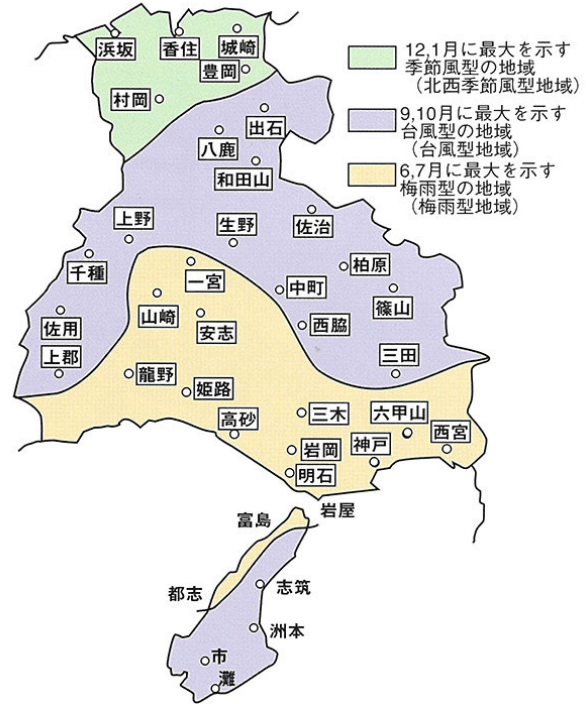 浜坂
香住
城崎
豊岡
村岡
12,1月に最大を示す
季節風型の地域
（北西季節風型地域）
9,10月に最大を示す
台風型の地域
（台風型地域）
6,7月に最大を示す
梅雨型の地域
（梅雨型地域）
出石
八鹿
和田山
上野
生野
佐治
千種
一宮
柏原
中町
篠山
山崎
安志
西脇
佐用
上郡
三田
龍野
姫路
高砂
三木
六甲山
岩岡
神戸
西宮
明石
岩屋
富島
都志
志筑
洲本
市
灘